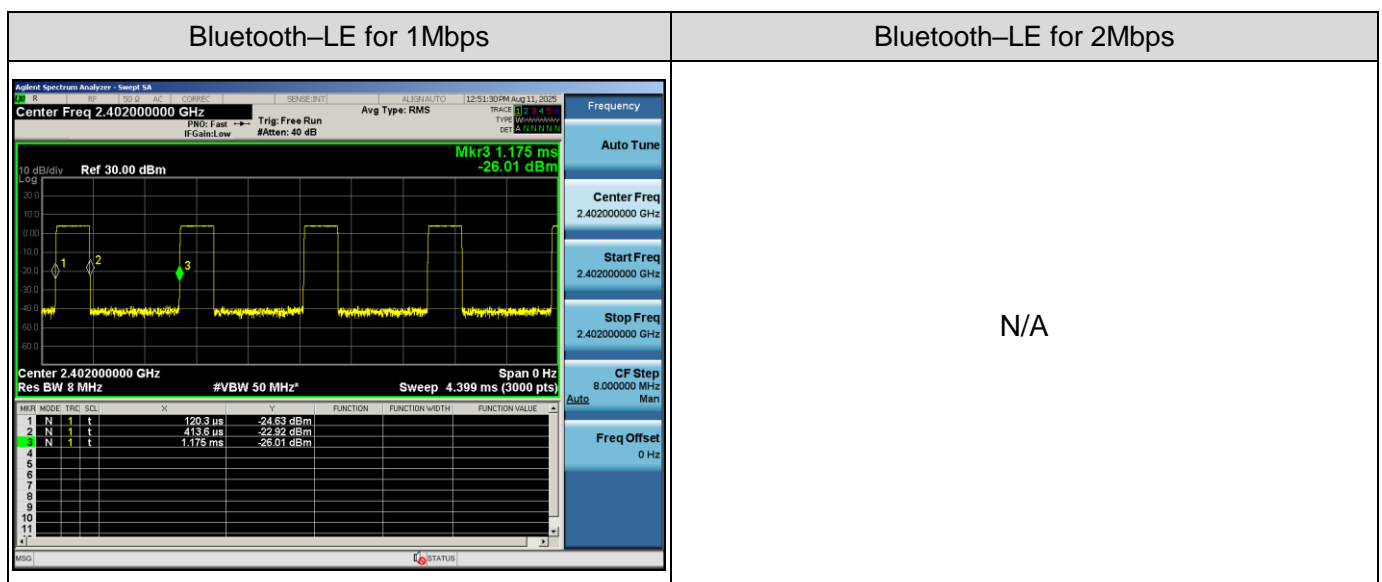 Bluetooth–LE for 1Mbps
Bluetooth–LE for 2Mbps
Agilent Spectrum Analyzer - Swept SA
R RF 50 Ω AC CORREC SENSE:INT ALIGNAUTO 12:51:30 PM Aug 11, 2025
Center Freq 2.402000000 GHz
PNO: Fast
IFGain:Low
Trig: Free Run
#Atten: 40 dB
Avg Type: RMS
TRACE 1 2 3 4 5 6
TYPE
DET A N N N N N
Mkr3 1.175 ms
-26.01 dBm
10 dB/div Ref 30.00 dBm
Log
20.0
10.0
0.00
-10.0
-20.0
-30.0
-40.0
-50.0
-60.0
1
2
3
Center 2.402000000 GHz Span 0 Hz
Res BW 8 MHz #VBW 50 MHz* Sweep 4.399 ms (3000 pts)
MKR MODE TRC SCL X Y FUNCTION FUNCTION WIDTH FUNCTION VALUE
1 N 1 t 120.3 µs -24.63 dBm
2 N 1 t 413.6 µs -22.92 dBm
3 N 1 t 1.175 ms -26.01 dBm
4
5
6
7
8
9
10
11
MSG STATUS
Frequency
Auto Tune
Center Freq
2.402000000 GHz
Start Freq
2.402000000 GHz
Stop Freq
2.402000000 GHz
CF Step
8.000000 MHz
Auto Man
Freq Offset
0 Hz
N/A